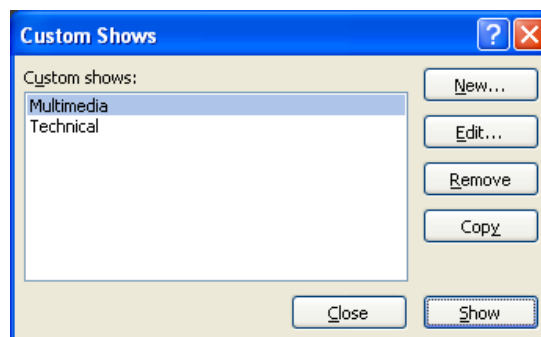 Custom Shows
Custom shows:
Multimedia
Technical
New...
Edit...
Remove
Copy
Close
Show